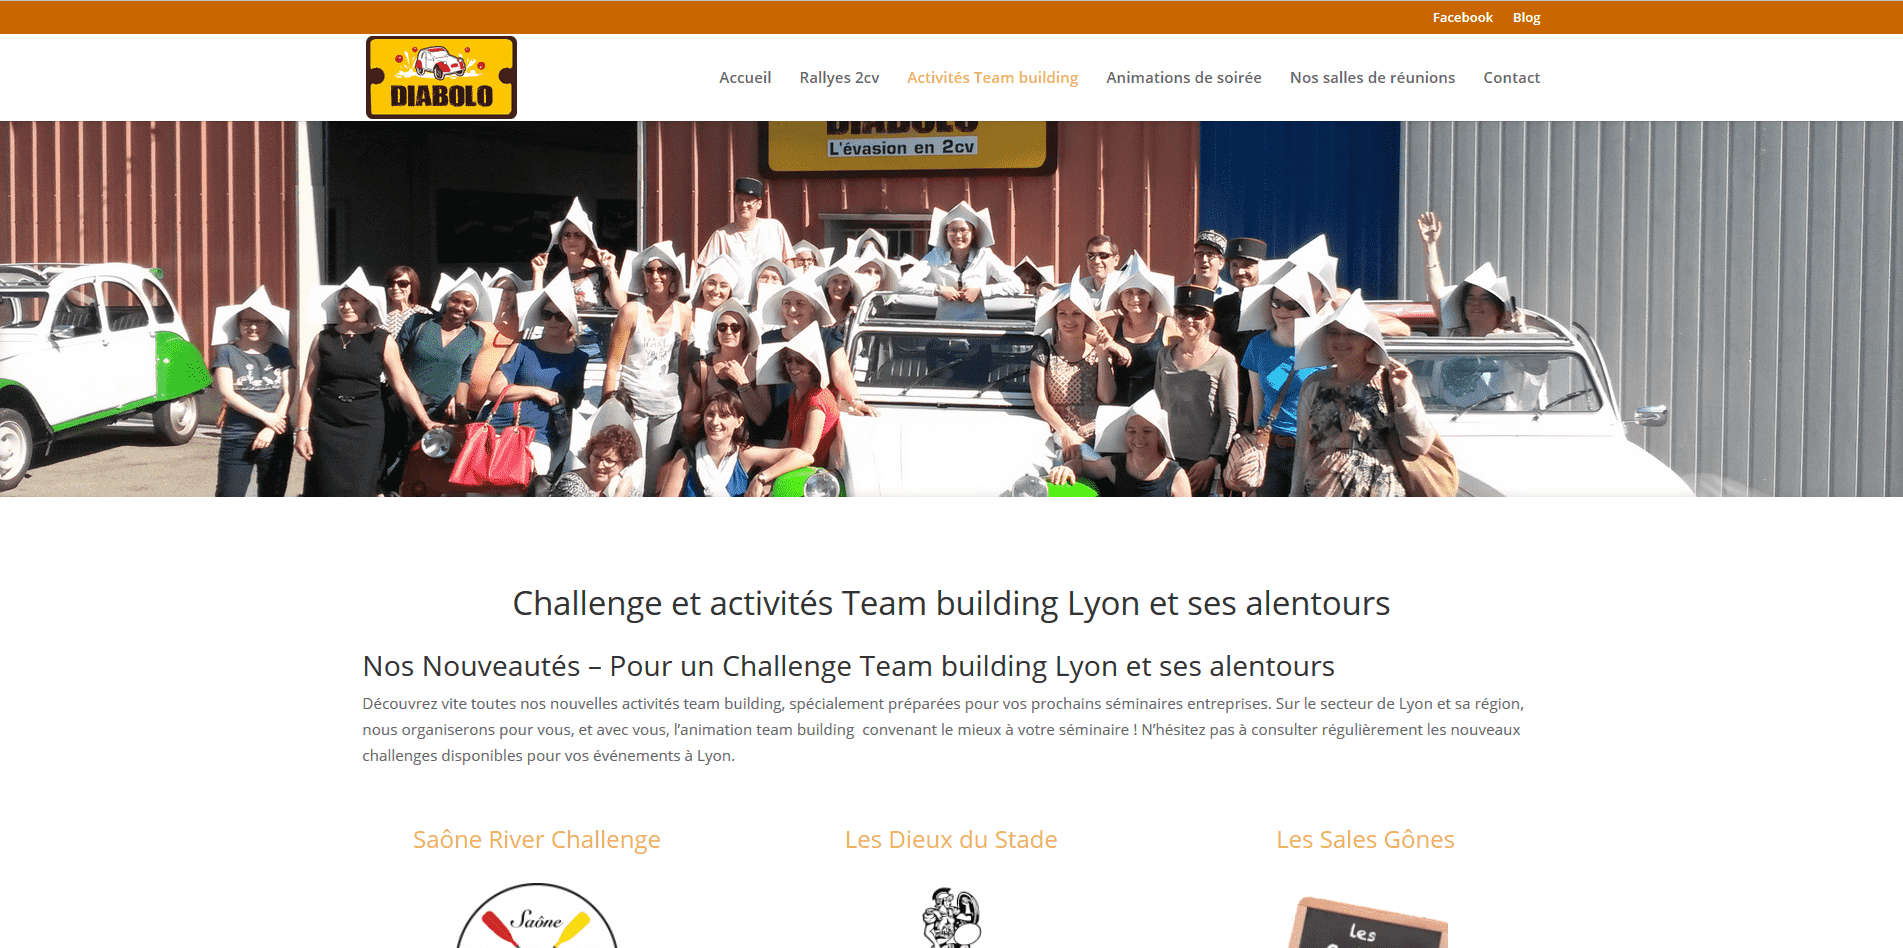 Facebook Blog
DIABOLO
Accueil Rallyes 2cv Activités Team building Animations de soirée Nos salles de réunions Contact
DIABOLO
L'évasion en 2cv
Challenge et activités Team building Lyon et ses alentours
Nos Nouveautés – Pour un Challenge Team building Lyon et ses alentours
Découvrez vite toutes nos nouvelles activités team building, spécialement préparées pour vos prochains séminaires entreprises. Sur le secteur de Lyon et sa région,
nous organiserons pour vous, et avec vous, l’animation team building  convenant le mieux à votre séminaire ! N’hésitez pas à consulter régulièrement les nouveaux
challenges disponibles pour vos événements à Lyon.
Saône River Challenge
Les Dieux du Stade
Les Sales Gônes
Saône
les